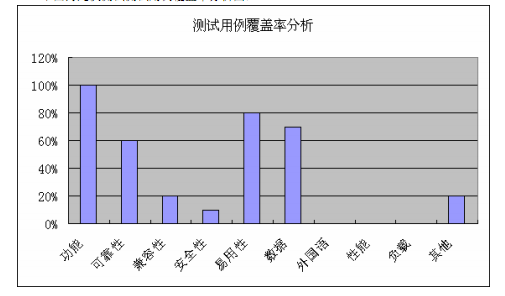 测试用例覆盖率分析
120%
100%
80%
60%
40%
20%
0%
功能
可靠性
兼容性
安全性
易用性
数据
外国语
性能
负载
其他